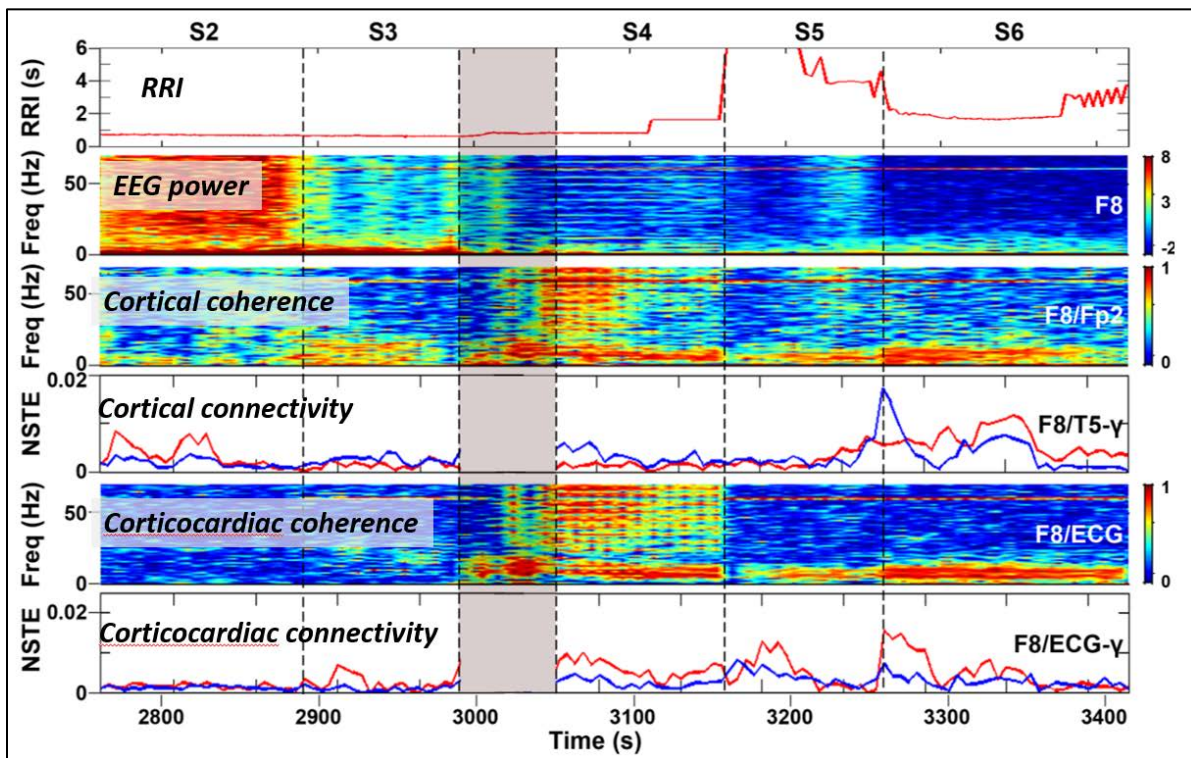 S2 S3 S4 S5 S6
RRI (s)
6
4
2
0
RRI
Freq (Hz)
50
0
EEG power
F8
8
3
-2
Freq (Hz)
50
0
Cortical coherence
F8/Fp2
1
0
NSTE
0.02
0
Cortical connectivity
F8/T5-γ
Freq (Hz)
50
0
Corticocardiac coherence
F8/ECG
1
0
NSTE
0.02
0
Corticocardiac connectivity
F8/ECG-γ
2800 2900 3000 3100 3200 3300 3400
Time (s)